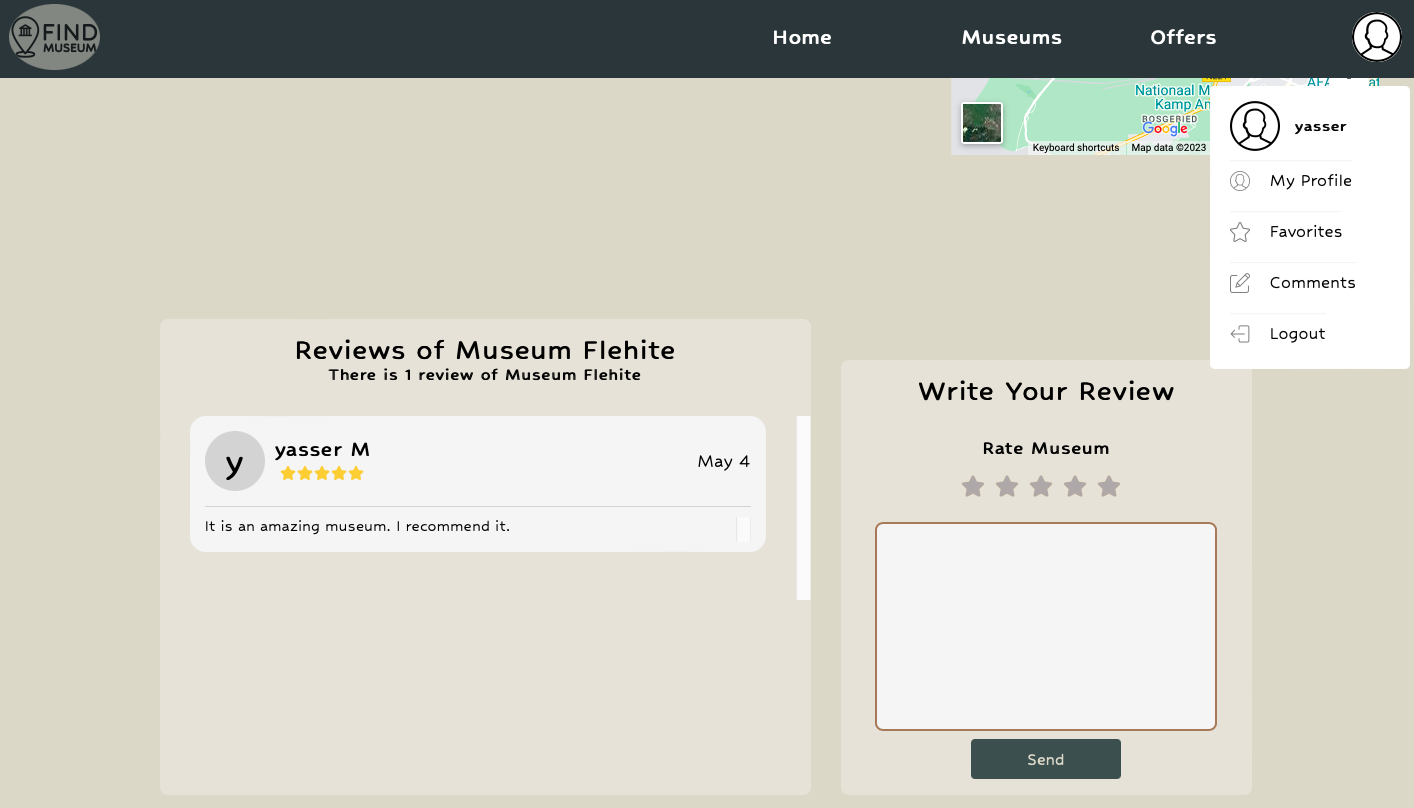 FIND
MUSEUM
Home
Museums
Offers
Nationaal M
Kamp Am
BOSGEBIED
Google
Keyboard shortcuts
Map data ©2023
yasser
My Profile
Favorites
Comments
Logout
Reviews of Museum Flehite
There is 1 review of Museum Flehite
y
yasser M
May 4
It is an amazing museum. I recommend it.
Write Your Review
Rate Museum
Send